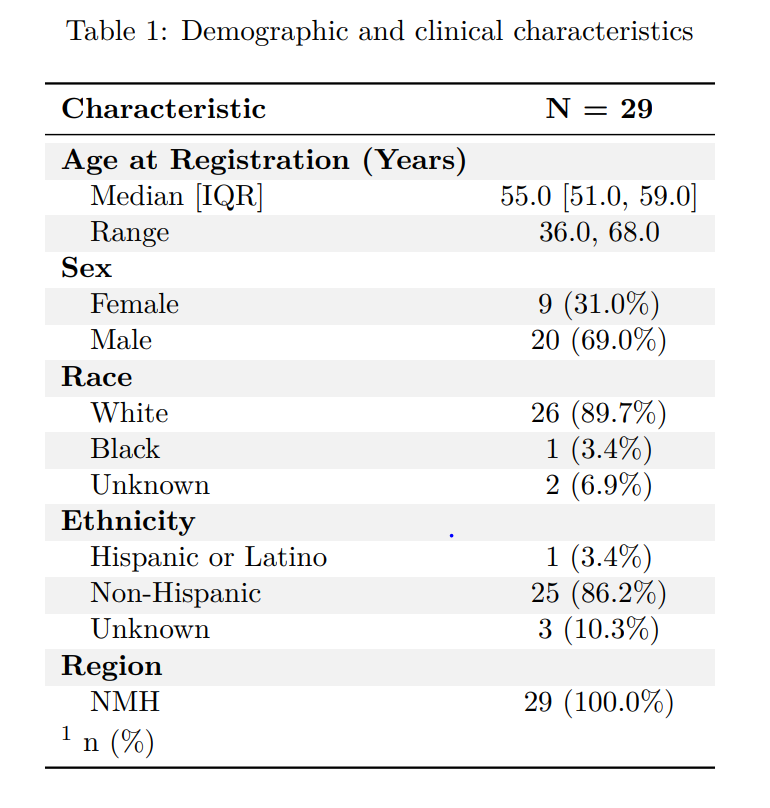 Table 1: Demographic and clinical characteristics
Characteristic N = 29
Age at Registration (Years)
Median [IQR] 55.0 [51.0, 59.0]
Range 36.0, 68.0
Sex
Female 9 (31.0%)
Male 20 (69.0%)
Race
White 26 (89.7%)
Black 1 (3.4%)
Unknown 2 (6.9%)
Ethnicity
Hispanic or Latino 1 (3.4%)
Non-Hispanic 25 (86.2%)
Unknown 3 (10.3%)
Region
NMH 29 (100.0%)
¹ n (%)